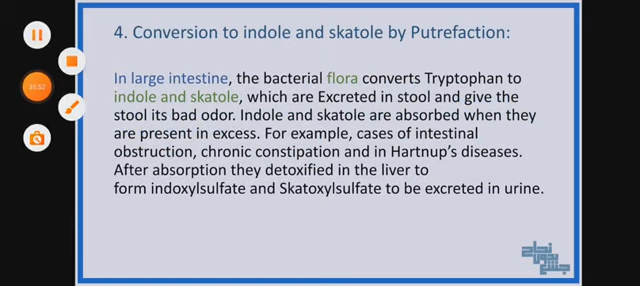 4. Conversion to indole and skatole by Putrefaction:
In large intestine, the bacterial flora converts Tryptophan to
indole and skatole, which are Excreted in stool and give the
stool its bad odor. Indole and skatole are absorbed when they
are present in excess. For example, cases of intestinal
obstruction, chronic constipation and in Hartnup’s diseases.
After absorption they detoxified in the liver to
form indoxylsulfate and Skatoxylsulfate to be excreted in urine.